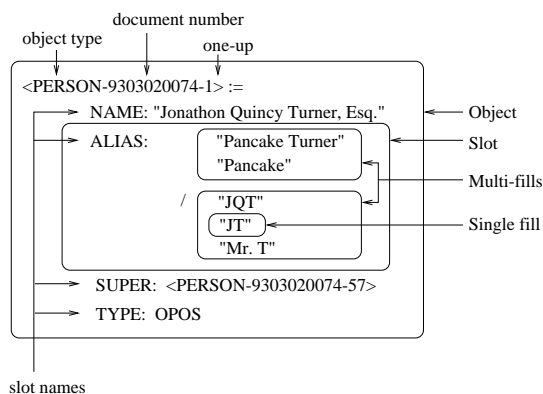 document number
object type
one-up
<PERSON-9303020074-1> :=
NAME: "Jonathon Quincy Turner, Esq."
Object
ALIAS: "Pancake Turner"
Slot
"Pancake"
Multi-fills
/ "JQT"
"JT"
Single fill
"Mr. T"
SUPER: <PERSON-9303020074-57>
TYPE: OPOS
slot names